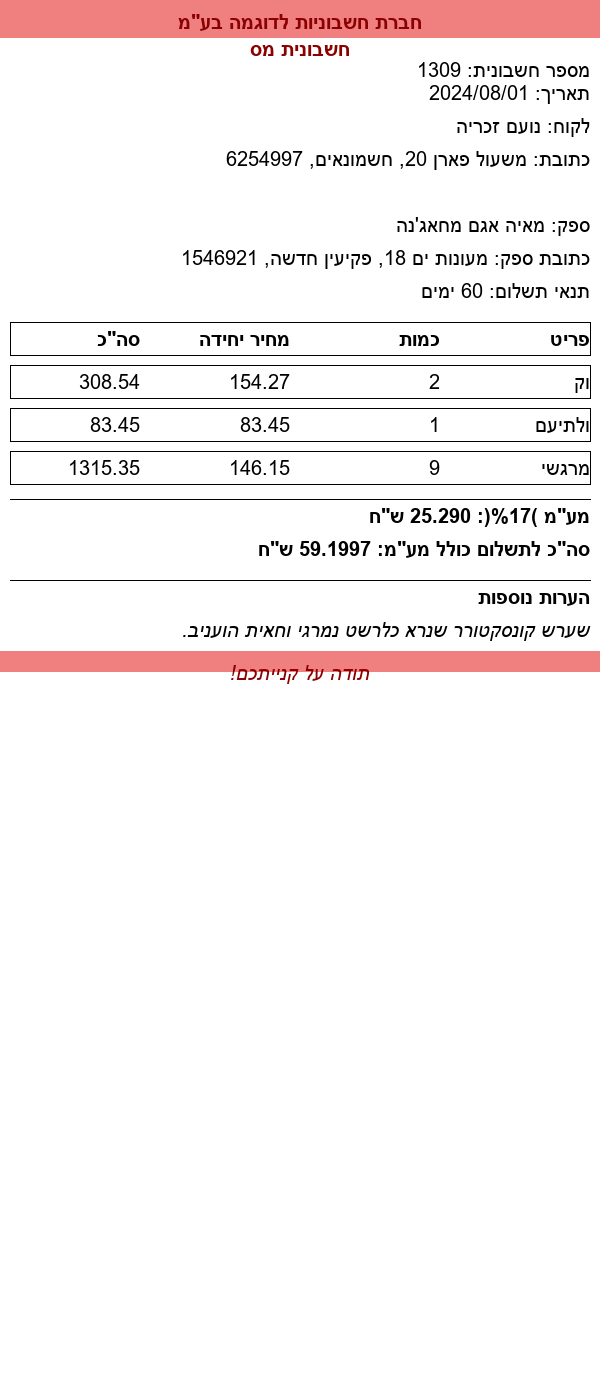 חברת חשבוניות לדוגמה בע"מ
חשבונית מס
מספר חשבונית: 1309
תאריך: 2024/08/01
לקוח: נועם זכריה
כתובת: משעול פארן 20, חשמונאים, 6254997
ספק: מאיה אגם מחאג'נה
כתובת ספק: מעונות ים 18, פקיעין חדשה, 1546921
תנאי תשלום: 60 ימים
פריט כמות מחיר יחידה סה"כ
וק 2 154.27 308.54
ולתיעם 1 83.45 83.45
מרגשי 9 146.15 1315.35
מע"מ )17%(: 25.290 ש"ח
סה"כ לתשלום כולל מע"מ: 59.1997 ש"ח
הערות נוספות
שערש קונסקטורר שנרא כלרשט נמרגי וחאית הועניב.
תודה על קנייתכם!